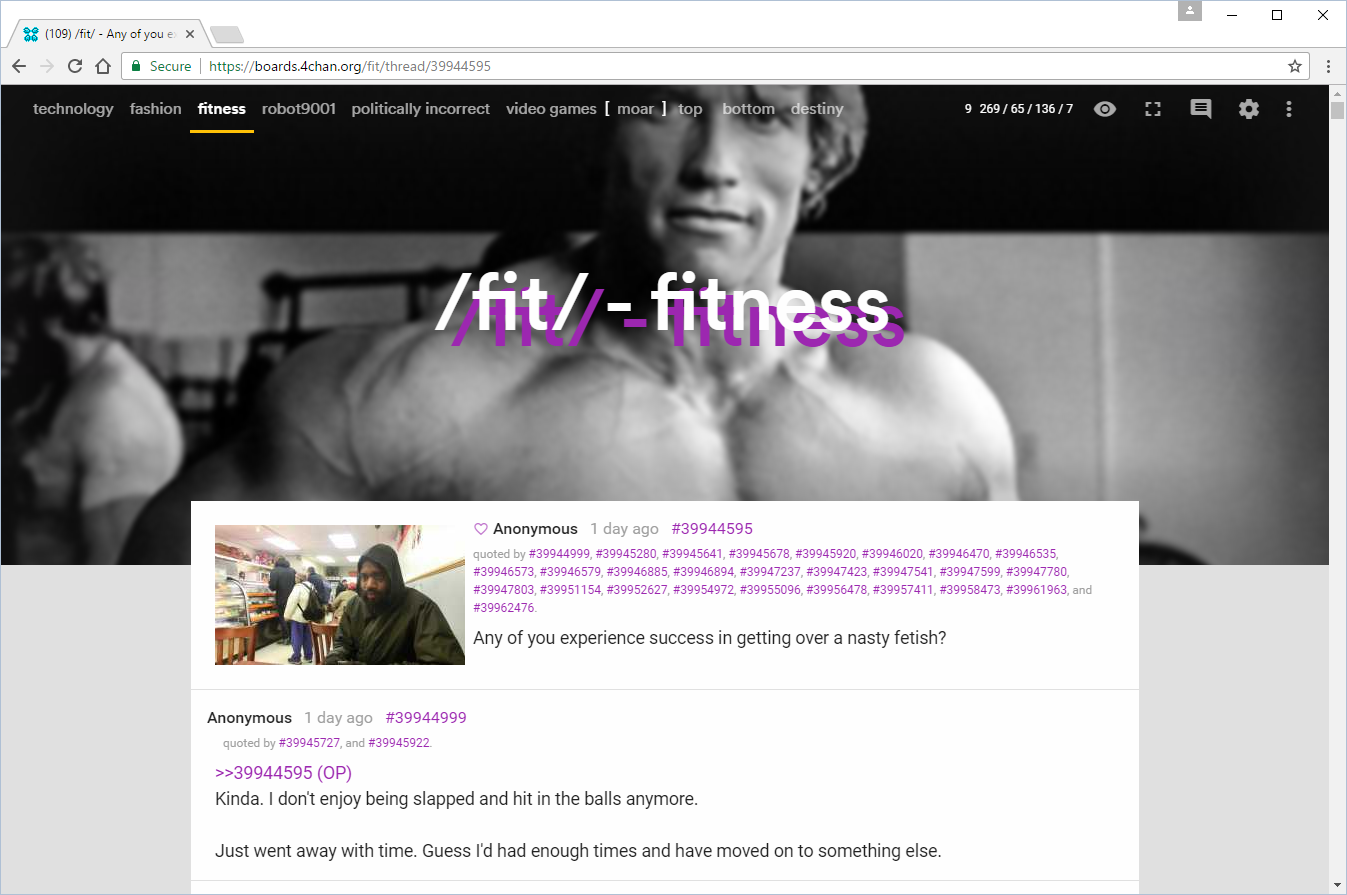 (109) /fit/ - Any of you e
Secure https://boards.4chan.org/fit/thread/39944595
technology fashion fitness robot9001 politically incorrect video games [ moar ] top bottom destiny 9 269 / 65 / 136 / 7
/fit/ - fitness
Anonymous 1 day ago #39944595
quoted by #39944999, #39945280, #39945641, #39945678, #39945920, #39946020, #39946470, #39946535,
#39946573, #39946579, #39946885, #39946894, #39947237, #39947423, #39947541, #39947599, #39947780,
#39947803, #39951154, #39952627, #39954972, #39955096, #39956478, #39957411, #39958473, #39961963, and
#39962476.
Any of you experience success in getting over a nasty fetish?
Anonymous 1 day ago #39944999
quoted by #39945727, and #39945922.
>>39944595 (OP)
Kinda. I don't enjoy being slapped and hit in the balls anymore.
Just went away with time. Guess I'd had enough times and have moved on to something else.